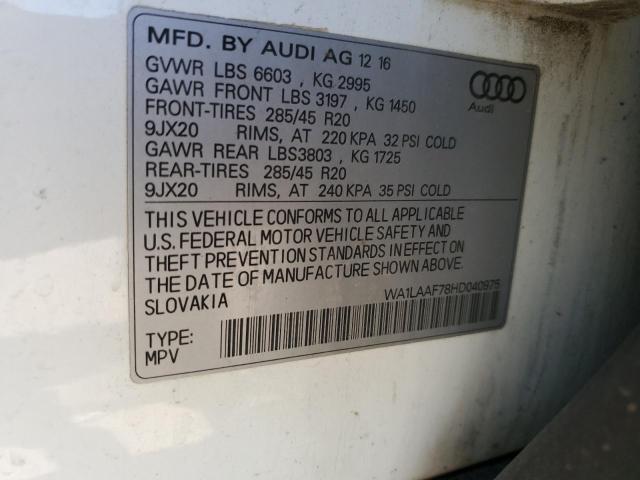 MFD. BY AUDI AG 12 16
GVWR LBS 6603 , KG 2995
GAWR FRONT LBS 3197 , KG 1450
FRONT-TIRES 285/45 R20
9JX20 RIMS, AT 220 KPA 32 PSI COLD
GAWR REAR LBS3803 , KG 1725
REAR-TIRES 285/45 R20
9JX20 RIMS, AT 240 KPA 35 PSI COLD
Audi
THIS VEHICLE CONFORMS TO ALL APPLICABLE
U.S. FEDERAL MOTOR VEHICLE SAFETY AND
THEFT PREVENTION STANDARDS IN EFFECT ON
THE DATE OF MANUFACTURE SHOWN ABOVE
SLOVAKIA
WA1LAAF78HD040975
TYPE:
MPV